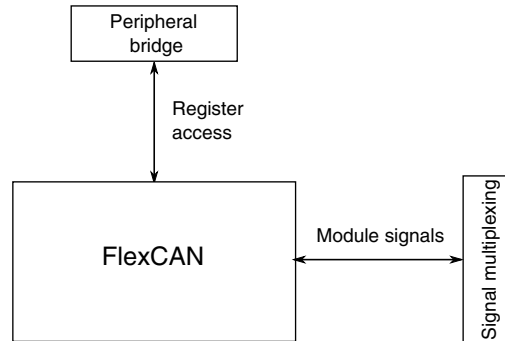 Peripheral
bridge
Register
access
FlexCAN
Module signals
Signal multiplexing